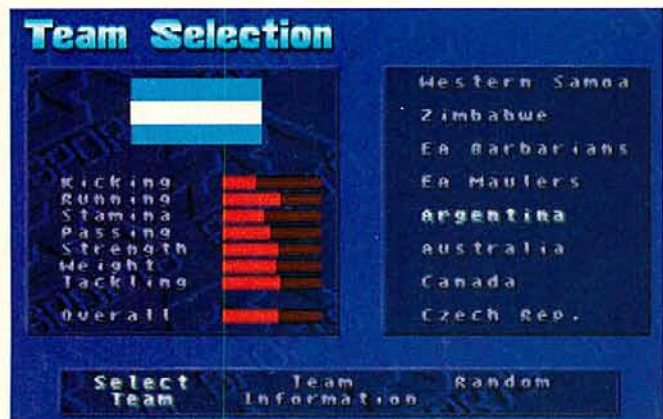 Team Selection
Kicking
Running
Stamina
Passing
Strength
Weight
Tackling
Overall
Western Samoa
Zimbabwe
EA Barbarians
EA Maulers
Argentina
Australia
Canada
Czech Rep.
Select Team
Team Information
Random